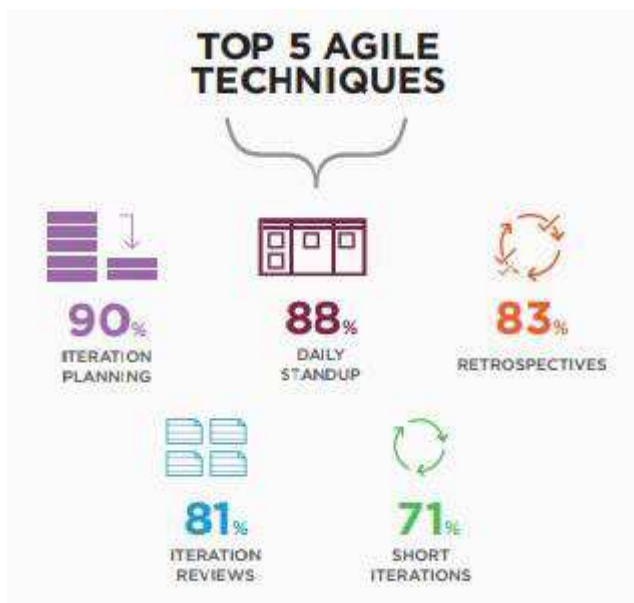 TOP 5 AGILE
TECHNIQUES
90%
ITERATION
PLANNING
88%
DAILY
STANDUP
83%
RETROSPECTIVES
81%
ITERATION
REVIEWS
71%
SHORT
ITERATIONS